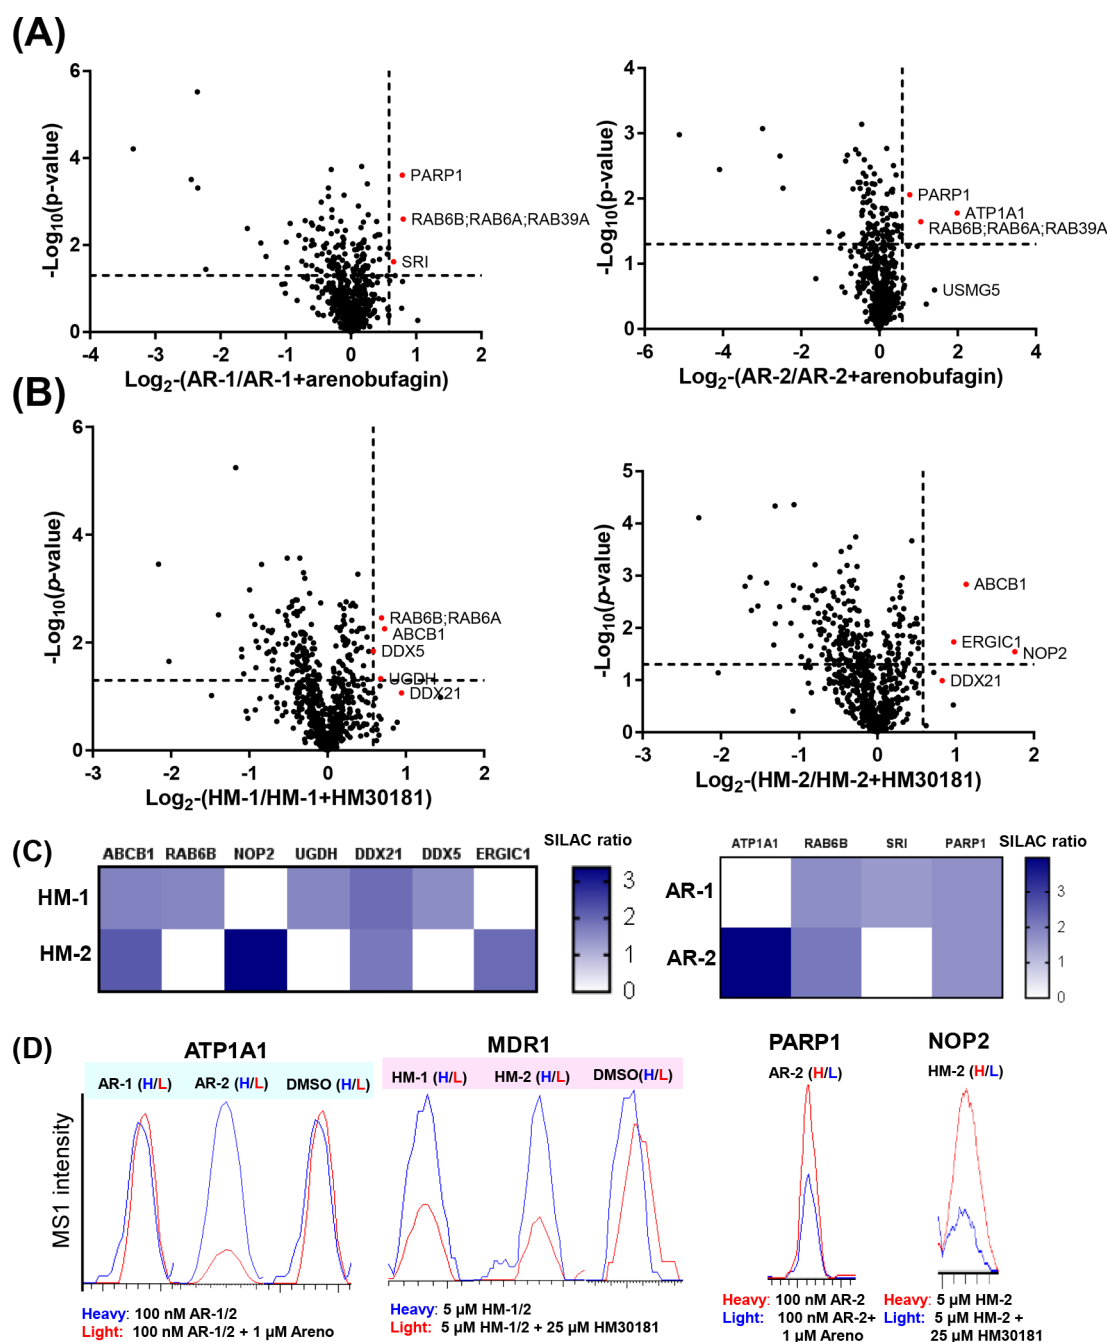 (A)
6
4
2
0
-Log10(p-value)
PARP1
RAB6B;RAB6A;RAB39A
SRI
-4 -3 -2 -1 0 1 2
Log2-(AR-1/AR-1+arenobufagin)
4
3
2
1
0
-Log10(p-value)
PARP1
ATP1A1
RAB6B;RAB6A;RAB39A
USMG5
-6 -4 -2 0 2 4
Log2-(AR-2/AR-2+arenobufagin)
(B)
6
4
2
0
-Log10(p-value)
RAB6B;RAB6A
ABCB1
DDX5
UGDH
DDX21
-3 -2 -1 0 1 2
Log2-(HM-1/HM-1+HM30181)
5
4
3
2
1
0
-Log10(p-value)
ABCB1
ERGIC1
NOP2
DDX21
-3 -2 -1 0 1 2
Log2-(HM-2/HM-2+HM30181)
(C)
ABCB1 RAB6B NOP2 UGDH DDX21 DDX5 ERGIC1
SILAC ratio
HM-1
HM-2
3
2
1
0
ATP1A1 RAB6B SRI PARP1
SILAC ratio
AR-1
AR-2
3
2
1
0
(D)
ATP1A1
AR-1 (H/L) AR-2 (H/L) DMSO (H/L)
MS1 intensity
Heavy: 100 nM AR-1/2
Light: 100 nM AR-1/2 + 1 μM Areno
MDR1
HM-1 (H/L) HM-2 (H/L) DMSO(H/L)
Heavy: 5 μM HM-1/2
Light: 5 μM HM-1/2 + 25 μM HM30181
PARP1
AR-2 (H/L)
Heavy: 100 nM AR-2
Light: 100 nM AR-2+
1 μM Areno
NOP2
HM-2 (H/L)
Heavy: 5 μM HM-2
Light: 5 μM HM-2 +
25 μM HM30181